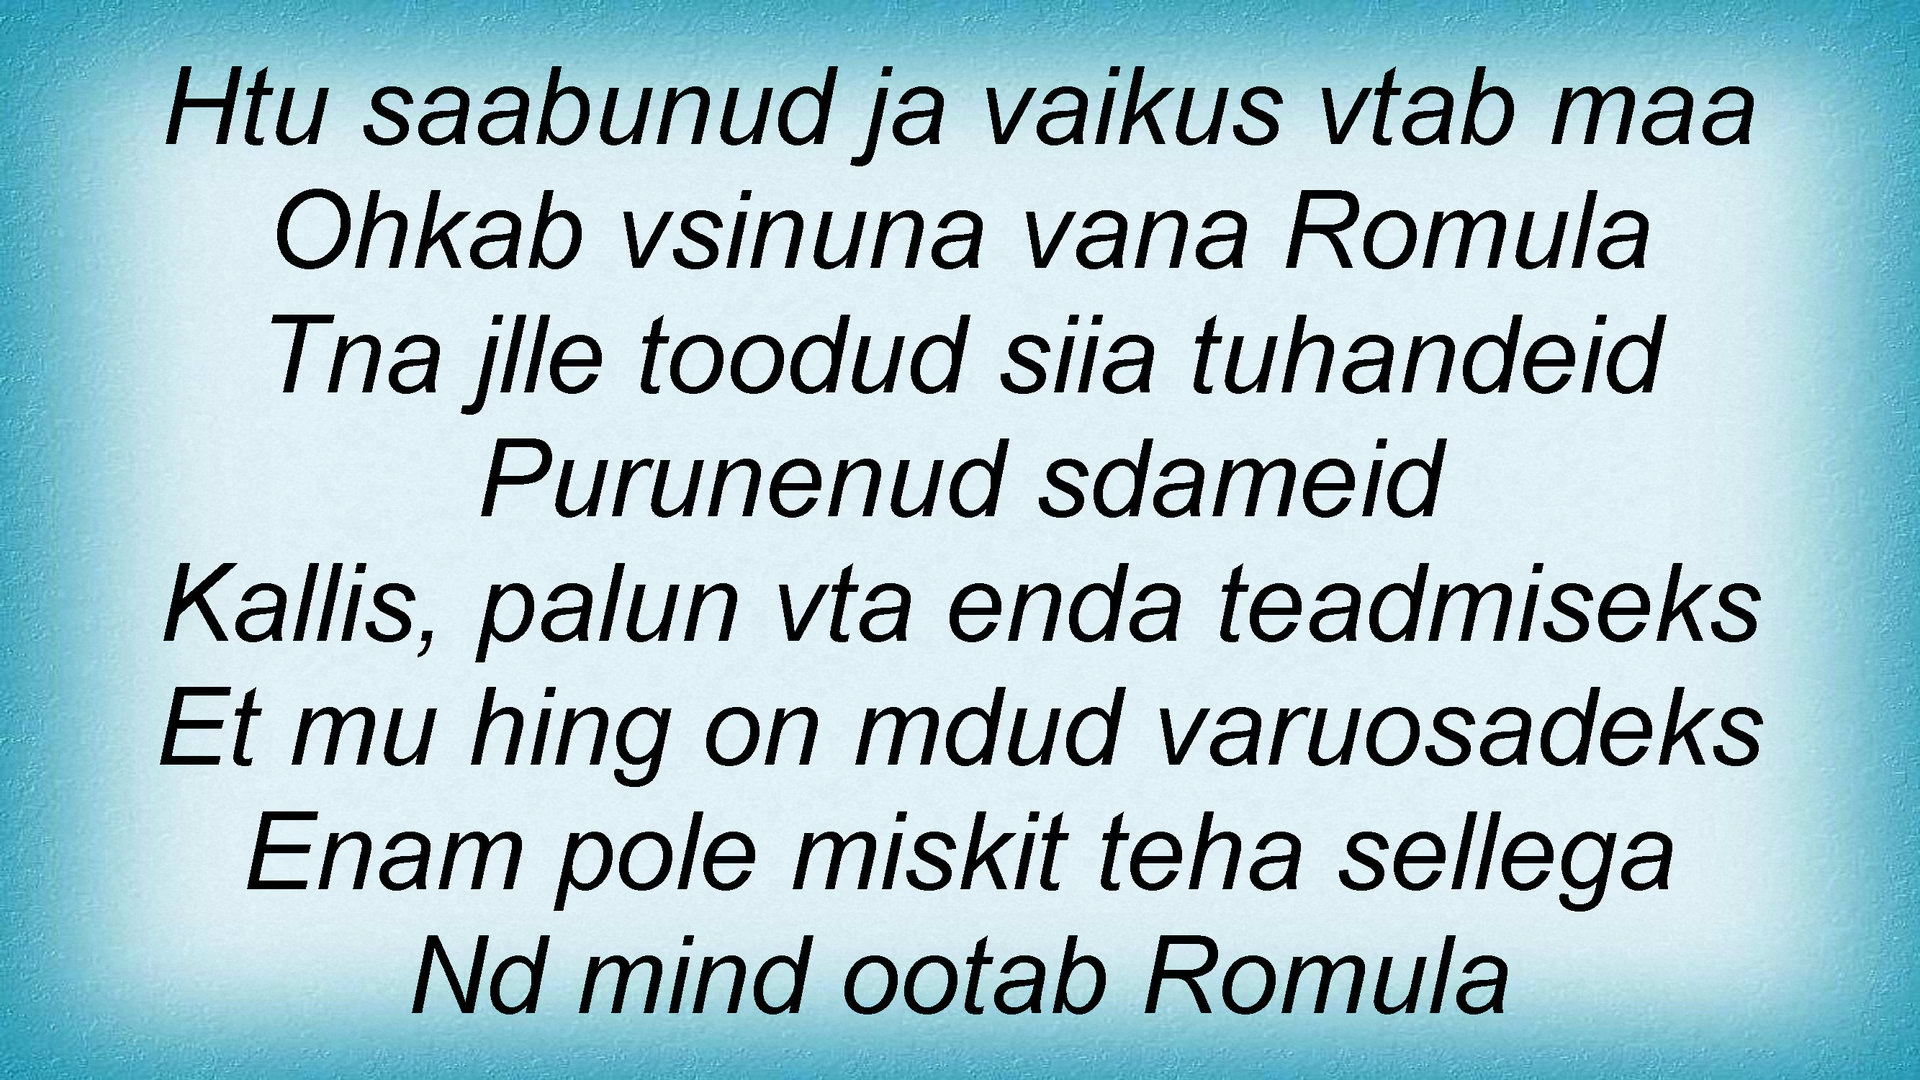 Htu saabunud ja vaikus vtab maa
Ohkab vsinuna vana Romula
Tna jlle toodud siia tuhandeid
Purunenud sdameid
Kallis, palun vta enda teadmiseks
Et mu hing on mdud varuosadeks
Enam pole miskit teha sellega
Nd mind ootab Romula